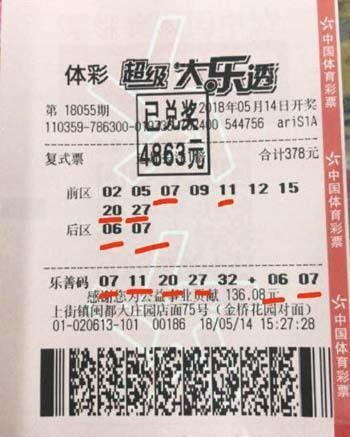 体彩 超级大乐透
第 18055期 2018年05月14日开奖
110359-786300- 2400 544756 ariS1A
已兑奖
4863元
复式票 合计378元
前区 02 05 07 09 11 12 15
20 27
后区 06 07
乐善码 07 11 20 27 32 + 06 07
感谢您为公益事业贡献 136.08元
上街镇闽都大庄园店面75号（金桥花园对面）
01-020613-101 00186 18/05/14 15:27:28
中国体育彩票
中国体育彩票
中国体育彩票